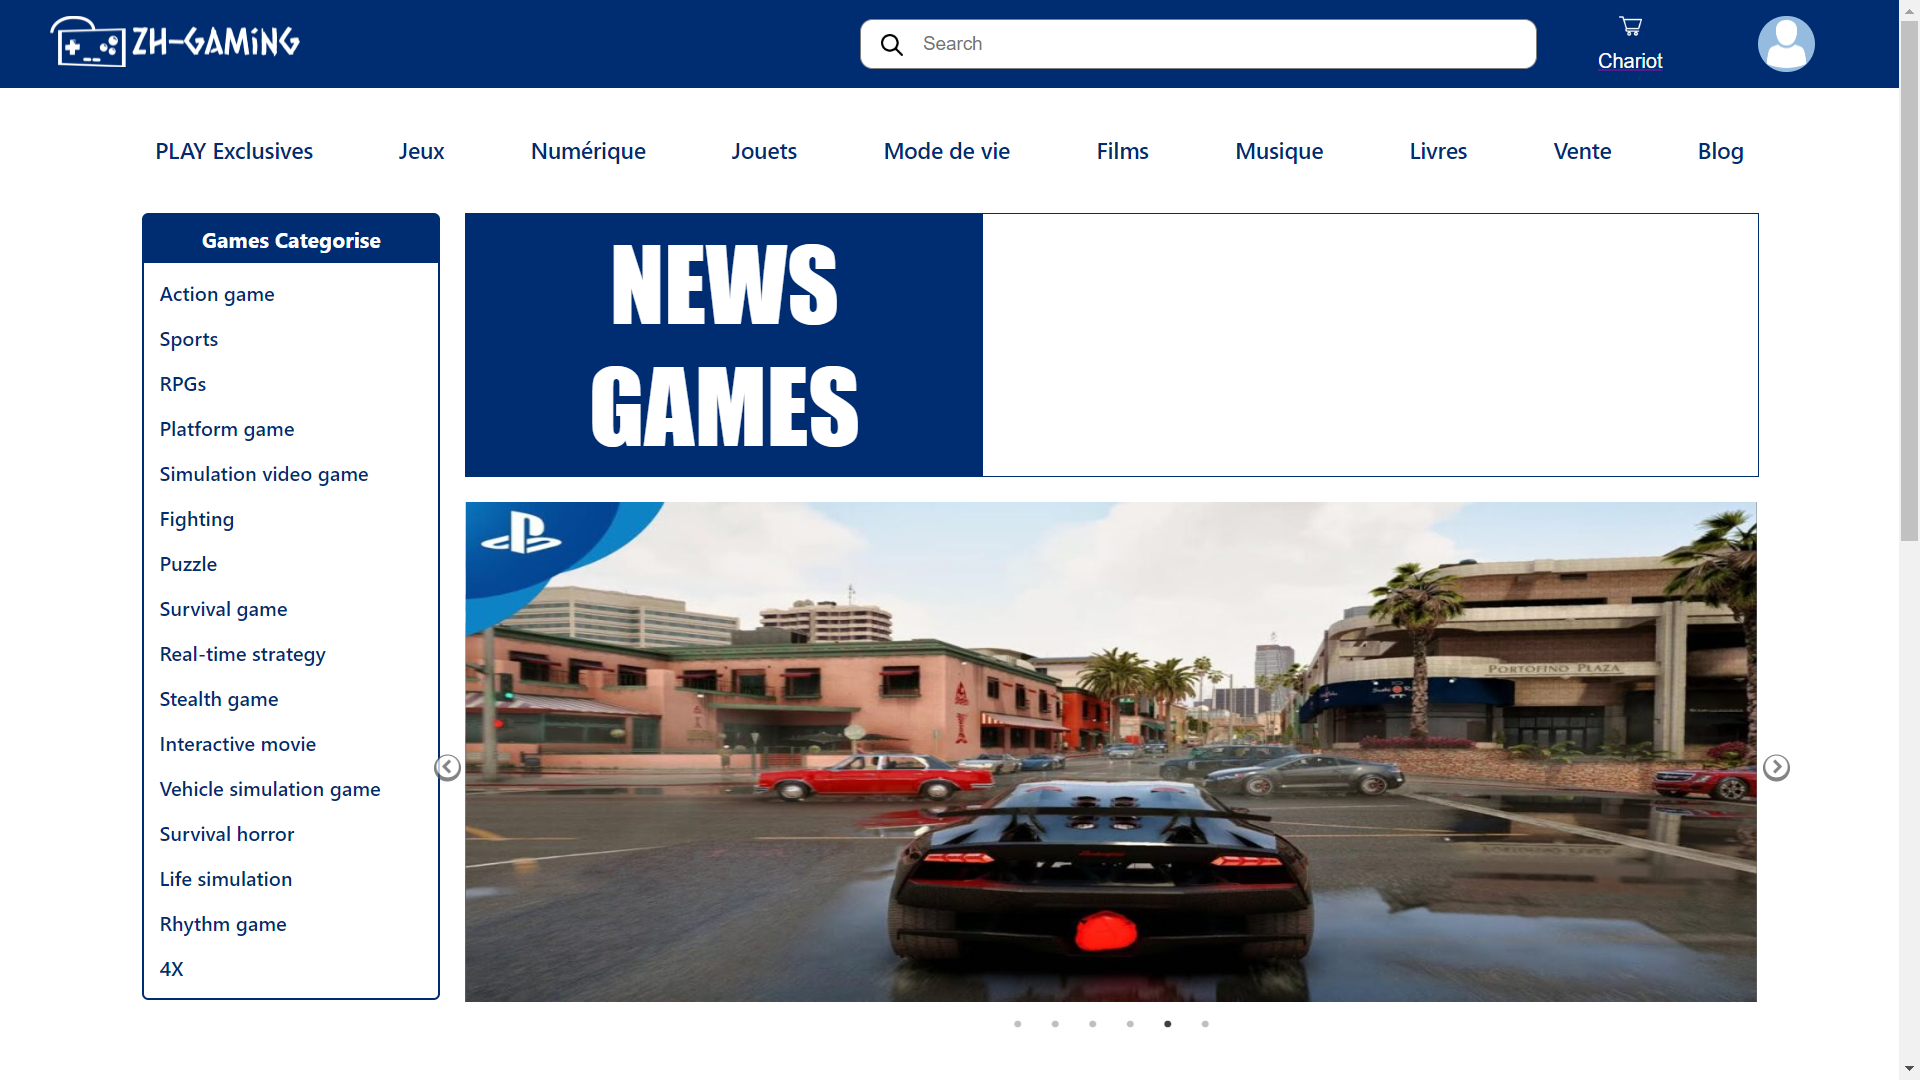 ZH-GAMING
Search
Chariot
PLAY Exclusives
Jeux
Numérique
Jouets
Mode de vie
Films
Musique
Livres
Vente
Blog
Games Categorise
Action game
Sports
RPGs
Platform game
Simulation video game
Fighting
Puzzle
Survival game
Real-time strategy
Stealth game
Interactive movie
Vehicle simulation game
Survival horror
Life simulation
Rhythm game
4X
NEWS
GAMES
PORTOFINO PLAZA